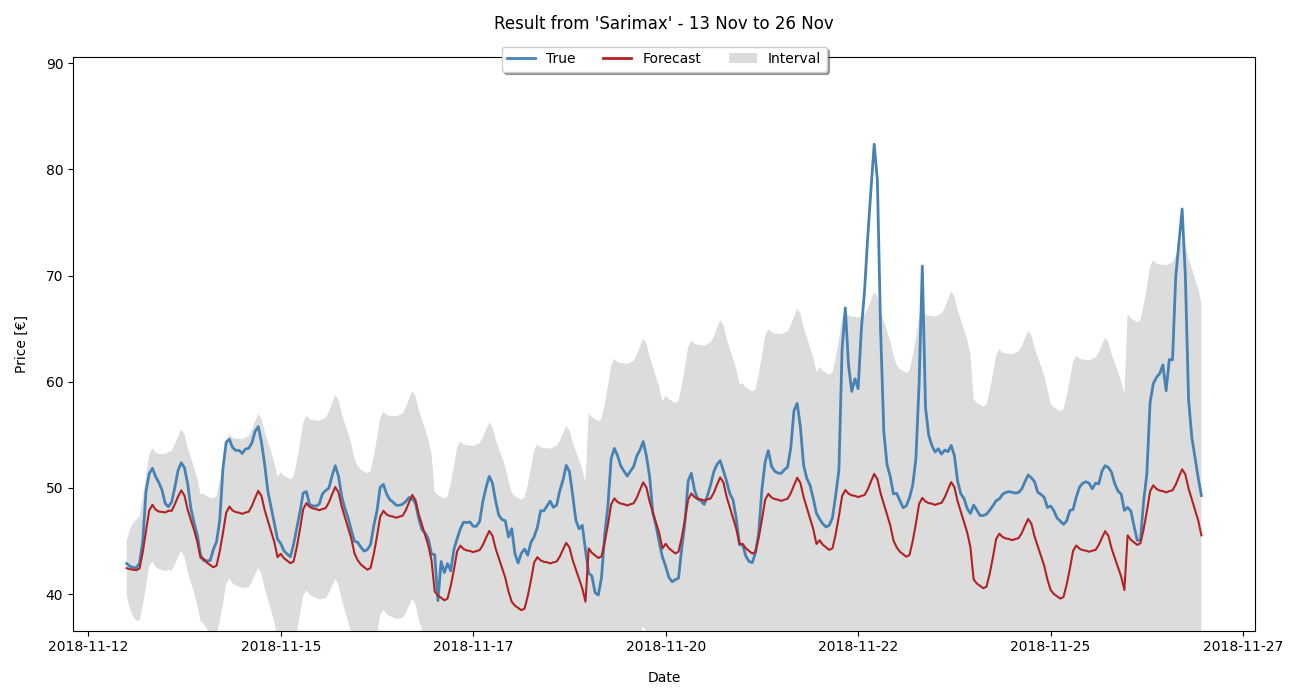 Result from 'Sarimax' - 13 Nov to 26 Nov
True Forecast Interval
90
80
70
60
50
40
Price [€]
2018-11-12 2018-11-15 2018-11-17 2018-11-20 2018-11-22 2018-11-25 2018-11-27
Date